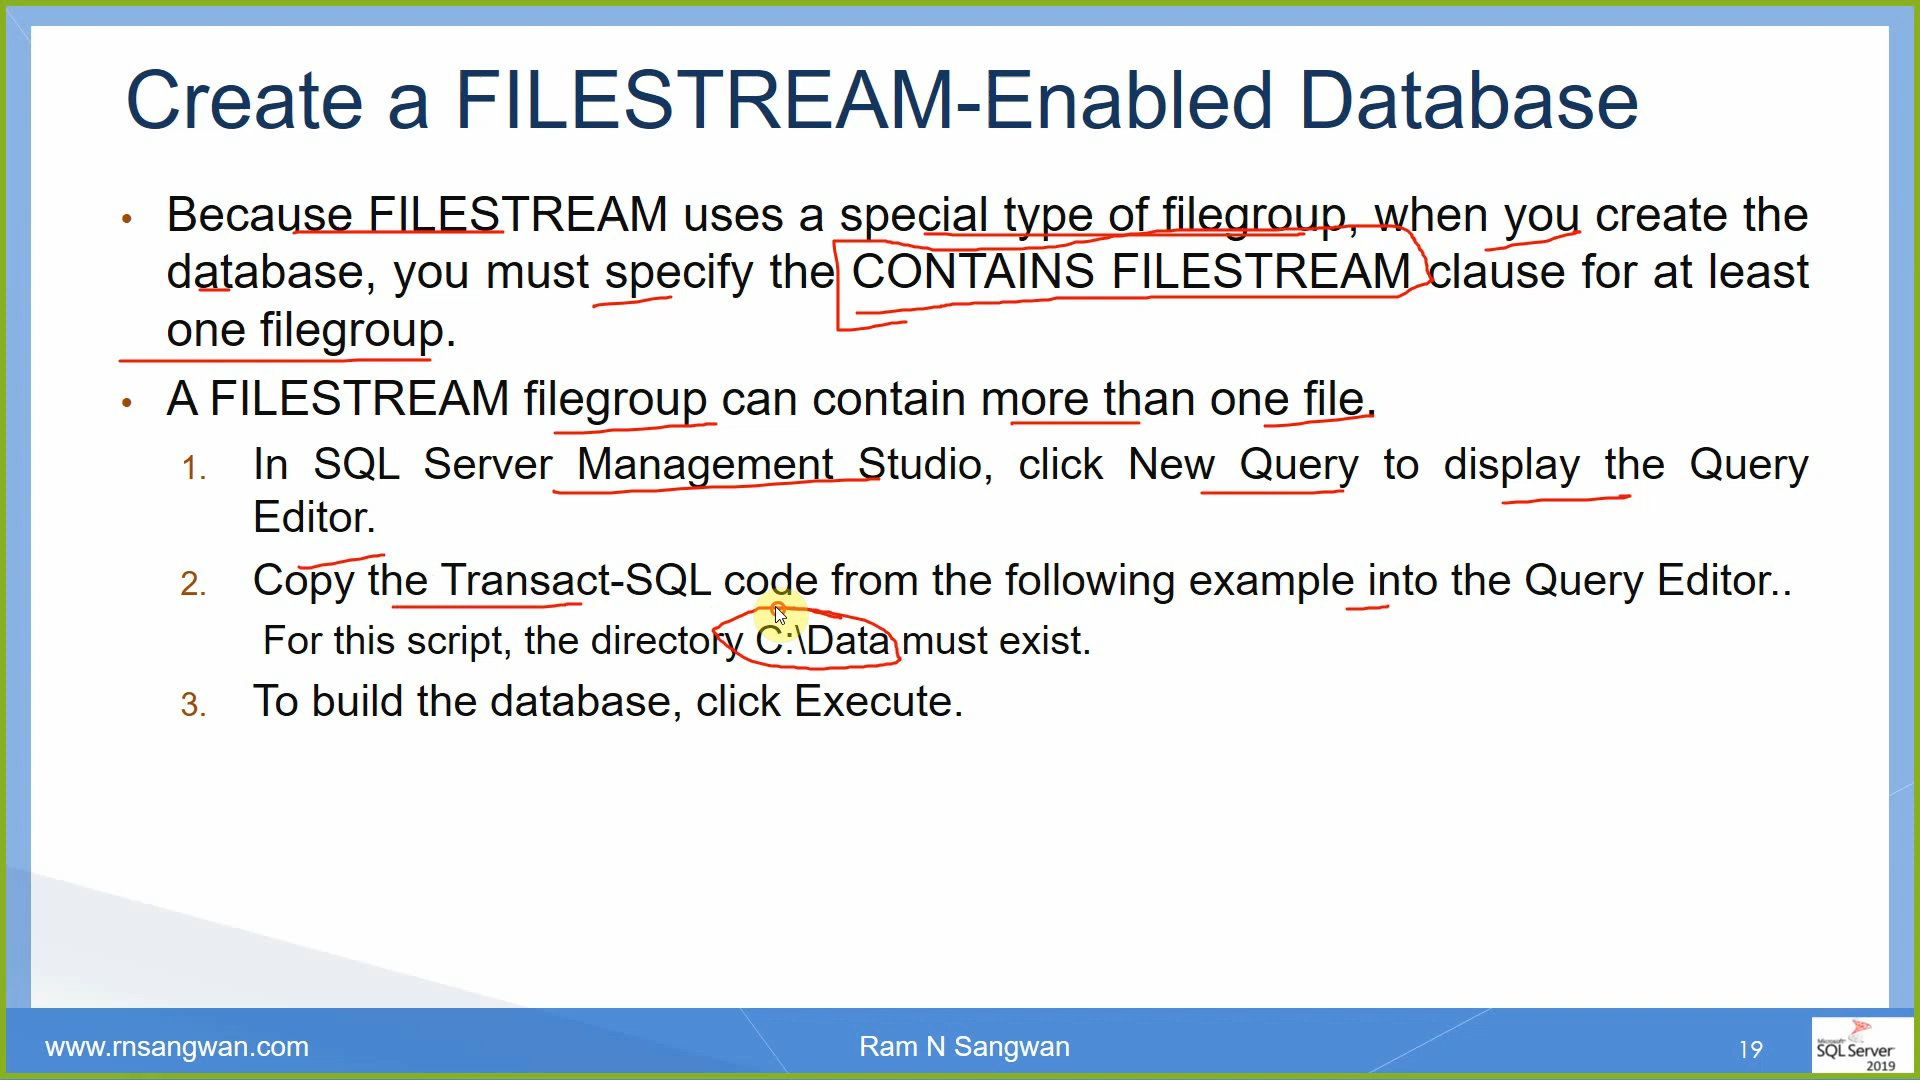 Create a FILESTREAM-Enabled Database
• Because FILESTREAM uses a special type of filegroup, when you create the
database, you must specify the CONTAINS FILESTREAM clause for at least
one filegroup.
• A FILESTREAM filegroup can contain more than one file.
1. In SQL Server Management Studio, click New Query to display the Query
Editor.
2. Copy the Transact-SQL code from the following example into the Query Editor..
For this script, the directory C:\Data must exist.
3. To build the database, click Execute.
www.rnsangwan.com
Ram N Sangwan
19
Microsoft
SQL Server
2019